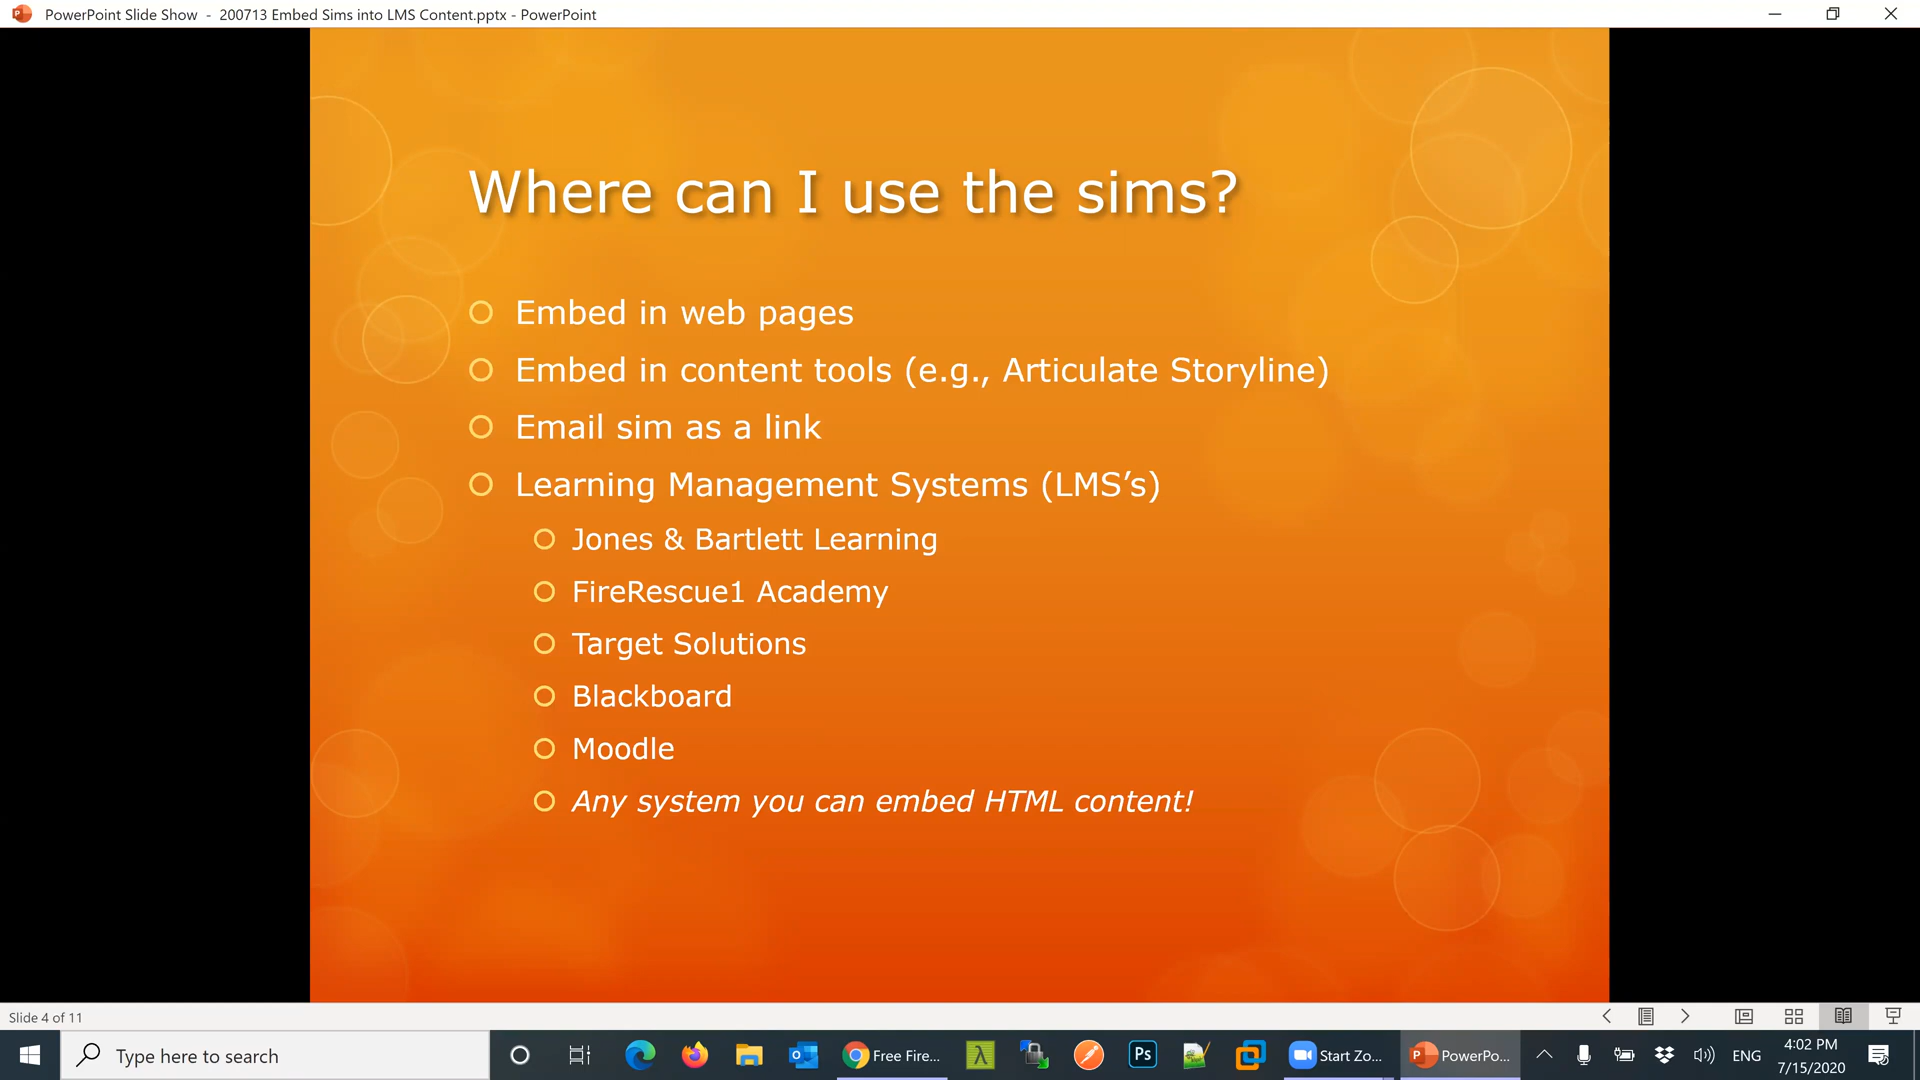 PowerPoint Slide Show - 200713 Embed Sims into LMS Content.pptx - PowerPoint
Where can I use the sims?
Embed in web pages
Embed in content tools (e.g., Articulate Storyline)
Email sim as a link
Learning Management Systems (LMS’s)
Jones & Bartlett Learning
FireRescue1 Academy
Target Solutions
Blackboard
Moodle
Any system you can embed HTML content!
Slide 4 of 11
Type here to search
Free Fire...
Ps
Start Zo...
PowerPo...
ENG
4:02 PM
7/15/2020